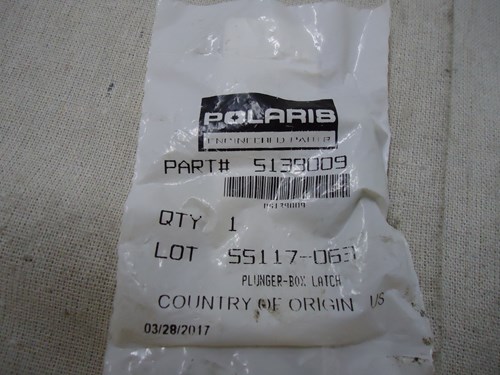 POLARIS
ENGINEERED PARTS
PART# 5139009
05139009
QTY 1
LOT 55117-063
PLUNGER-BOX LATCH
COUNTRY OF ORIGIN US
03/28/2017